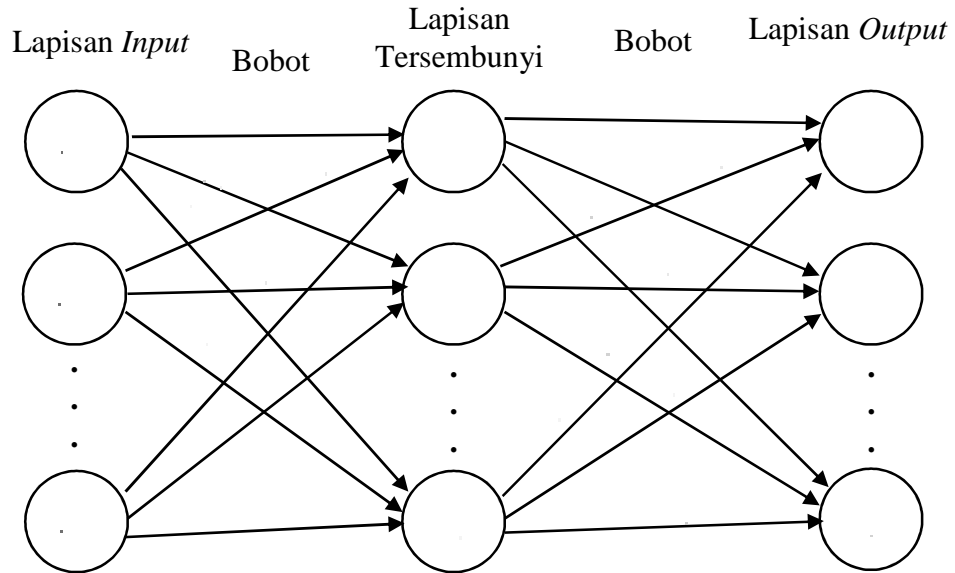 Lapisan Input
Bobot
Lapisan
Tersembunyi
Bobot
Lapisan Output